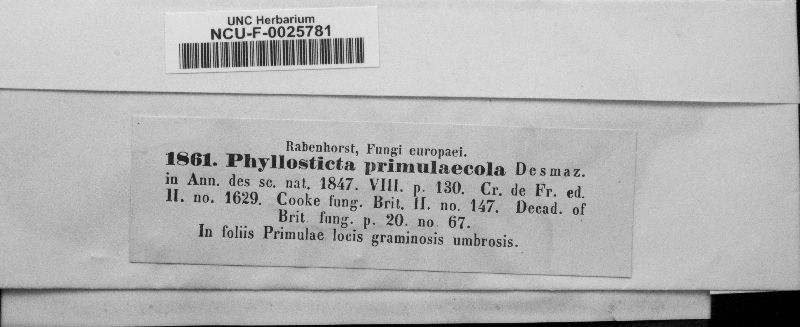 UNC Herbarium
NCU-F-0025781
Rabenhorst, Fungi europaei.
1861. Phyllosticta primulaecola Desmaz.
in Ann. des sc. nat. 1847. VIII. p. 130. Cr. de Fr. ed.
II. no. 1629. Cooke fung. Brit. II. no. 147. Decad. of
Brit. fung. p. 20. no. 67.
In foliis Primulae locis graminosis umbrosis.